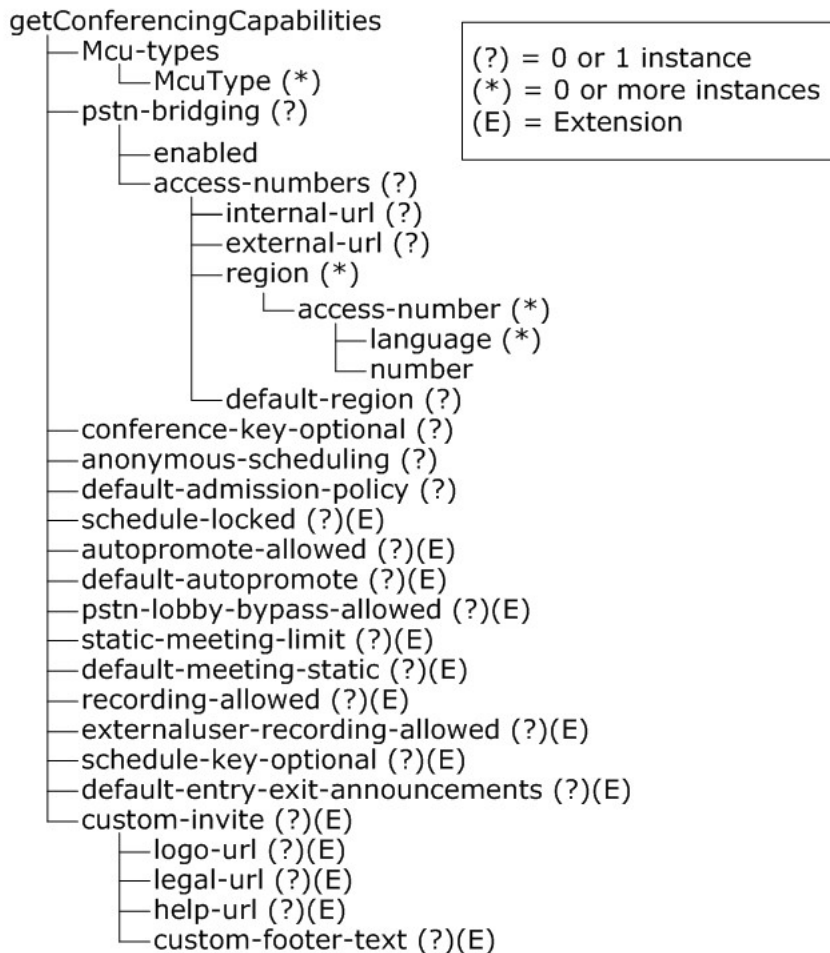 getConferencingCapabilities
Mcu-types
McuType (*)
pstn-bridging (?)
enabled
access-numbers (?)
internal-url (?)
external-url (?)
region (*)
access-number (*)
language (*)
number
default-region (?)
conference-key-optional (?)
anonymous-scheduling (?)
default-admission-policy (?)
schedule-locked (?)(E)
autopromote-allowed (?)(E)
default-autopromote (?)(E)
pstn-lobby-bypass-allowed (?)(E)
static-meeting-limit (?)(E)
default-meeting-static (?)(E)
recording-allowed (?)(E)
externaluser-recording-allowed (?)(E)
schedule-key-optional (?)(E)
default-entry-exit-announcements (?)(E)
custom-invite (?)(E)
logo-url (?)(E)
legal-url (?)(E)
help-url (?)(E)
custom-footer-text (?)(E)
(?) = 0 or 1 instance
(*) = 0 or more instances
(E) = Extension